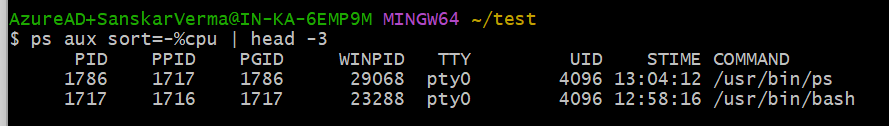 AzureAD+SanskarVerma@IN-KA-6EMP9M MINGW64 ~/test
$ ps aux sort=-%cpu | head -3
PID PPID PGID WINPID TTY UID STIME COMMAND
1786 1717 1786 29068 pty0 4096 13:04:12 /usr/bin/ps
1717 1716 1717 23288 pty0 4096 12:58:16 /usr/bin/bash